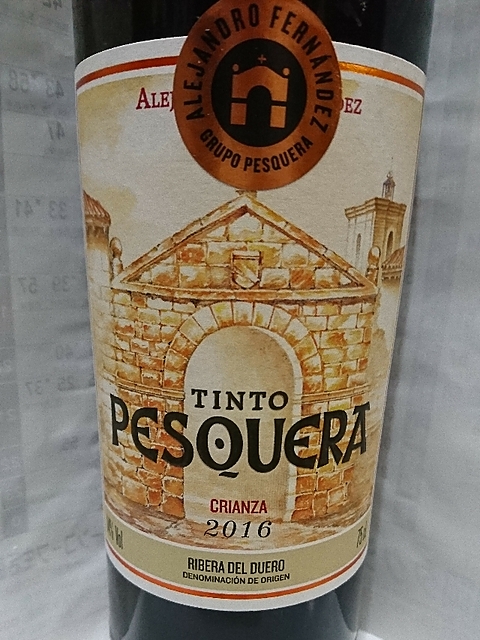 ALEJANDRO FERNÁNDEZ
GRUPO PESQUERA
TINTO
PESQUERA
CRIANZA
2016
RIBERA DEL DUERO
DENOMINACIÓN DE ORIGEN